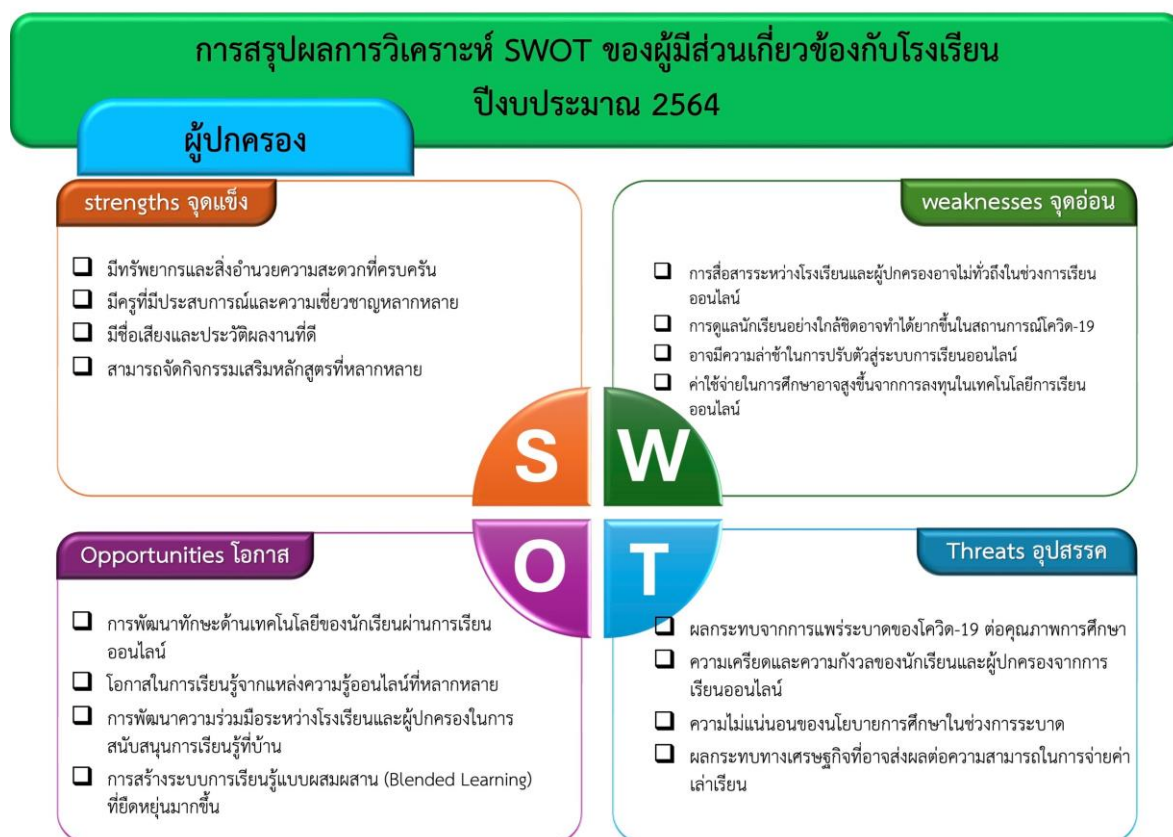 การสรุปผลการวิเคราะห์ SWOT ของผู้มีส่วนเกี่ยวข้องกับโรงเรียน
ปีงบประมาณ 2564
ผู้ปกครอง
strengths จุดแข็ง
❑ มีทรัพยากรและสิ่งอำนวยความสะดวกที่ครบครัน
❑ มีครูที่มีประสบการณ์และความเชี่ยวชาญหลากหลาย
❑ มีชื่อเสียงและประวัติผลงานที่ดี
❑ สามารถจัดกิจกรรมเสริมหลักสูตรที่หลากหลาย
weaknesses จุดอ่อน
❑ การสื่อสารระหว่างโรงเรียนและผู้ปกครองอาจไม่ทั่วถึงในช่วงการเรียน
ออนไลน์
❑ การดูแลนักเรียนอย่างใกล้ชิดอาจทำได้ยากขึ้นในสถานการณ์โควิด-19
❑ อาจมีความล่าช้าในการปรับตัวสู่ระบบการเรียนออนไลน์
❑ ค่าใช้จ่ายในการศึกษาอาจสูงขึ้นจากการลงทุนในเทคโนโลยีการเรียน
ออนไลน์
S
W
O
T
Opportunities โอกาส
❑ การพัฒนาทักษะด้านเทคโนโลยีของนักเรียนผ่านการเรียน
ออนไลน์
❑ โอกาสในการเรียนรู้จากแหล่งความรู้ออนไลน์ที่หลากหลาย
❑ การพัฒนาความร่วมมือระหว่างโรงเรียนและผู้ปกครองในการ
สนับสนุนการเรียนรู้ที่บ้าน
❑ การสร้างระบบการเรียนรู้แบบผสมผสาน (Blended Learning)
ที่ยืดหยุ่นมากขึ้น
Threats อุปสรรค
❑ ผลกระทบจากการแพร่ระบาดของโควิด-19 ต่อคุณภาพการศึกษา
❑ ความเครียดและความกังวลของนักเรียนและผู้ปกครองจากการ
เรียนออนไลน์
❑ ความไม่แน่นอนของนโยบายการศึกษาในช่วงการระบาด
❑ ผลกระทบทางเศรษฐกิจที่อาจส่งผลต่อความสามารถในการจ่ายค่า
เล่าเรียน